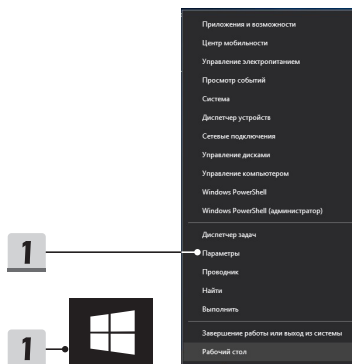 Приложения и возможности
Центр мобильности
Управление электропитанием
Просмотр событий
Система
Диспетчер устройств
Сетевые подключения
Управление дисками
Управление компьютером
Windows PowerShell
Windows PowerShell (администратор)
Диспетчер задач
1
Параметры
Проводник
Найти
Выполнить
Завершение работы или выход из системы
1
Рабочий стол